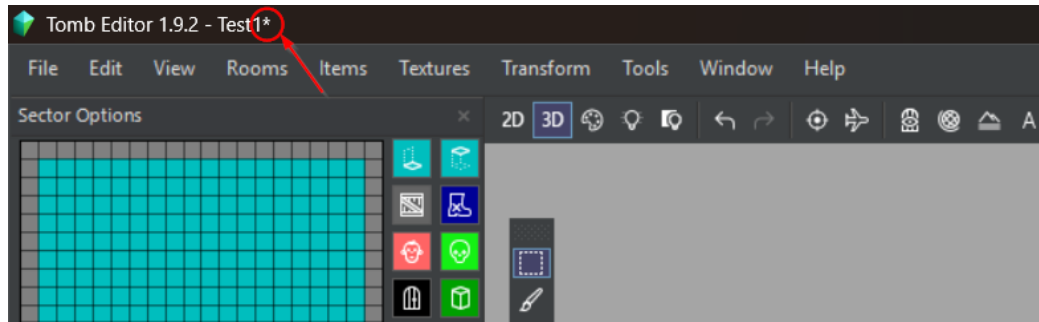 Tomb Editor 1.9.2 - Test1*
File Edit View Rooms Items Textures Transform Tools Window Help
Sector Options
2D 3D A